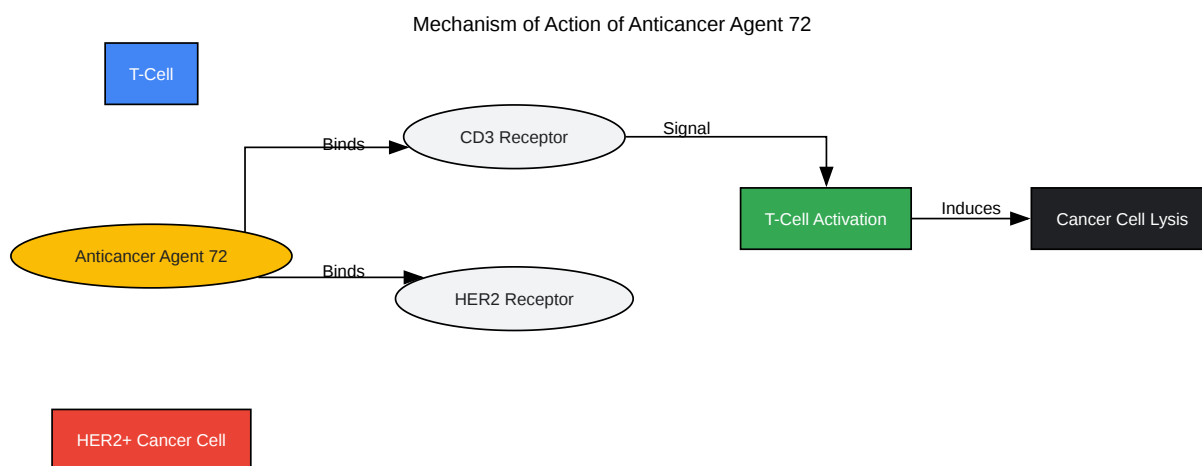 Mechanism of Action of Anticancer Agent 72
T-Cell
CD3 Receptor
Signal
Binds
T-Cell Activation
Induces
Cancer Cell Lysis
Anticancer Agent 72
Binds
HER2 Receptor
HER2+ Cancer Cell